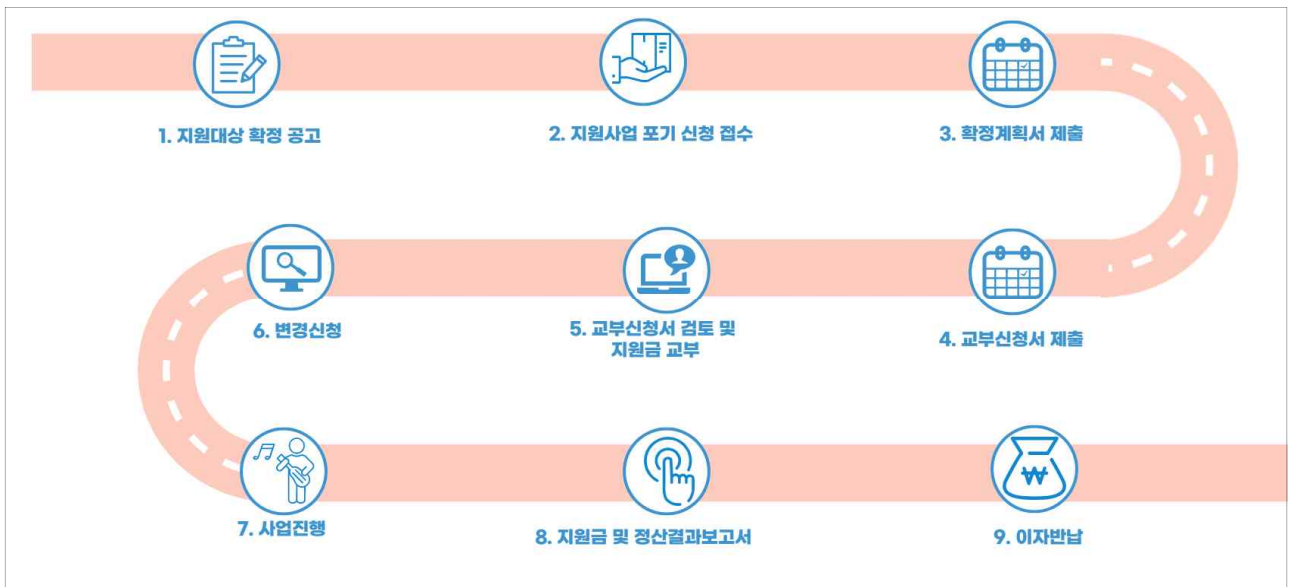 1. 지원대상 확정 공고
2. 지원사업 포기 신청 접수
3. 확정계획서 제출
4. 교부신청서 제출
5. 교부신청서 검토 및
지원금 교부
6. 변경신청
7. 사업진행
8. 지원금 및 정산결과보고서
9. 이자반납